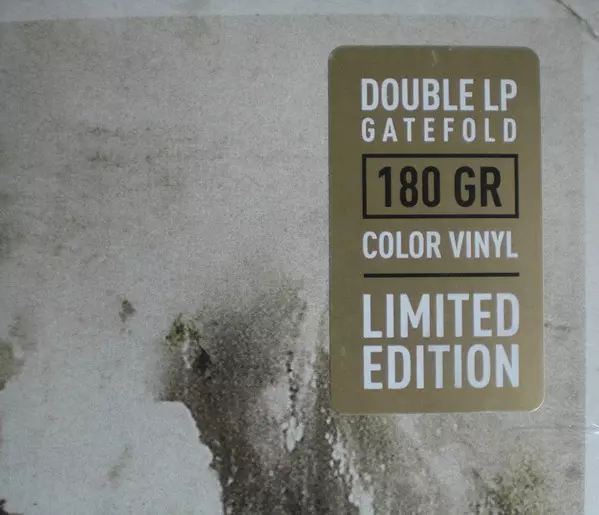 DOUBLE LP
GATEFOLD
180 GR
COLOR VINYL
LIMITED
EDITION